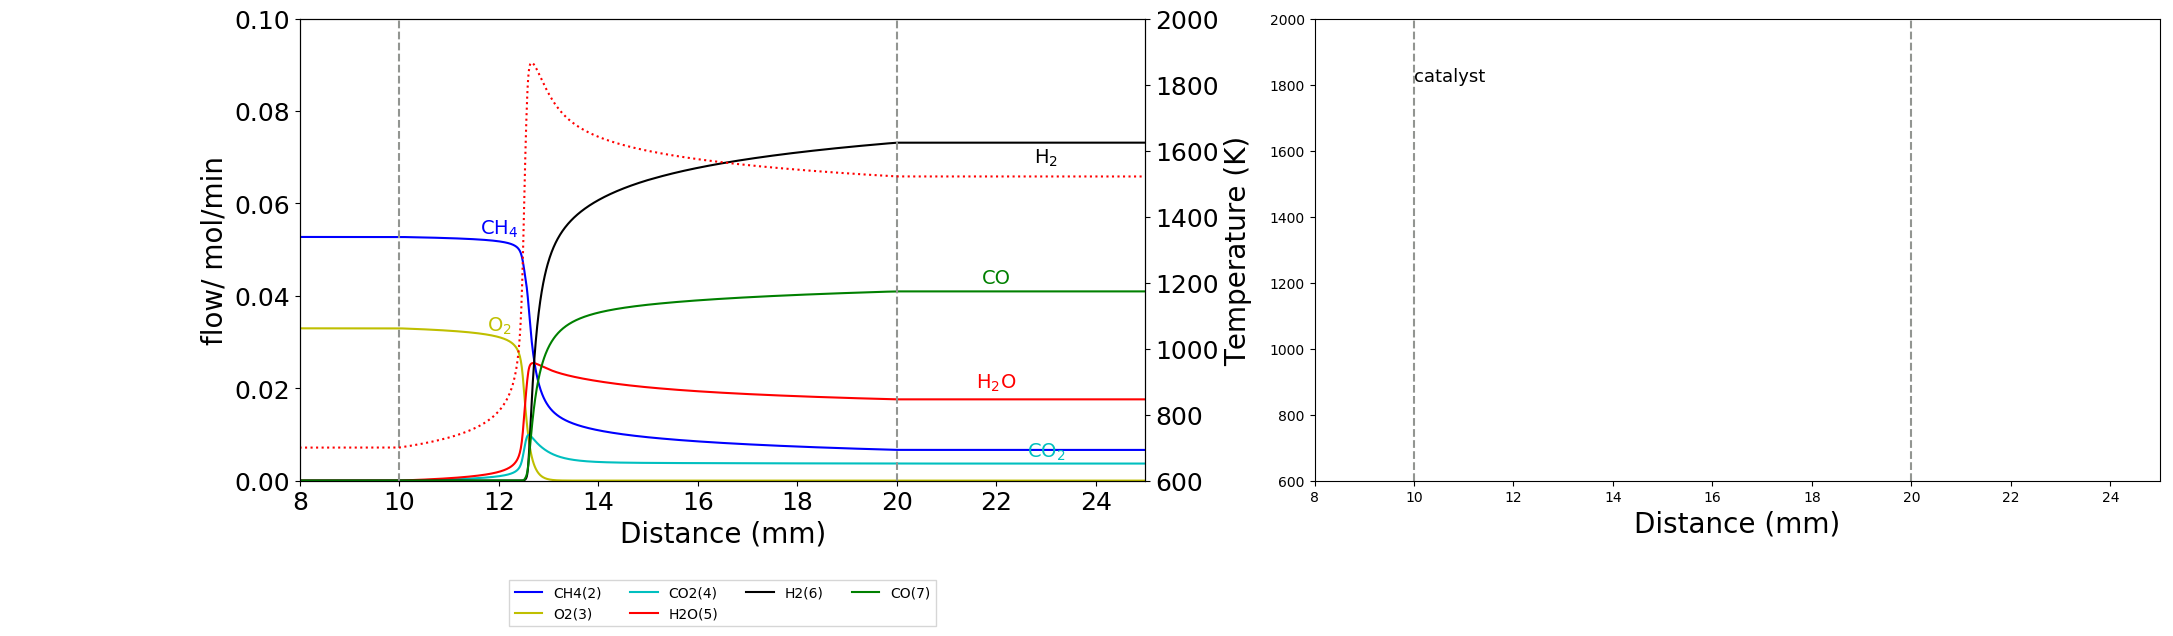 0.10
0.08
0.06
0.04
0.02
0.00
flow/ mol/min
8 10 12 14 16 18 20 22 24
Distance (mm)
2000
1800
1600
1400
1200
1000
800
600
Temperature (K)
CH4
O2
H2
CO
H2O
CO2
CH4(2) CO2(4) H2(6) CO(7)
O2(3) H2O(5)
2000
1800
1600
1400
1200
1000
800
600
catalyst
8 10 12 14 16 18 20 22 24
Distance (mm)